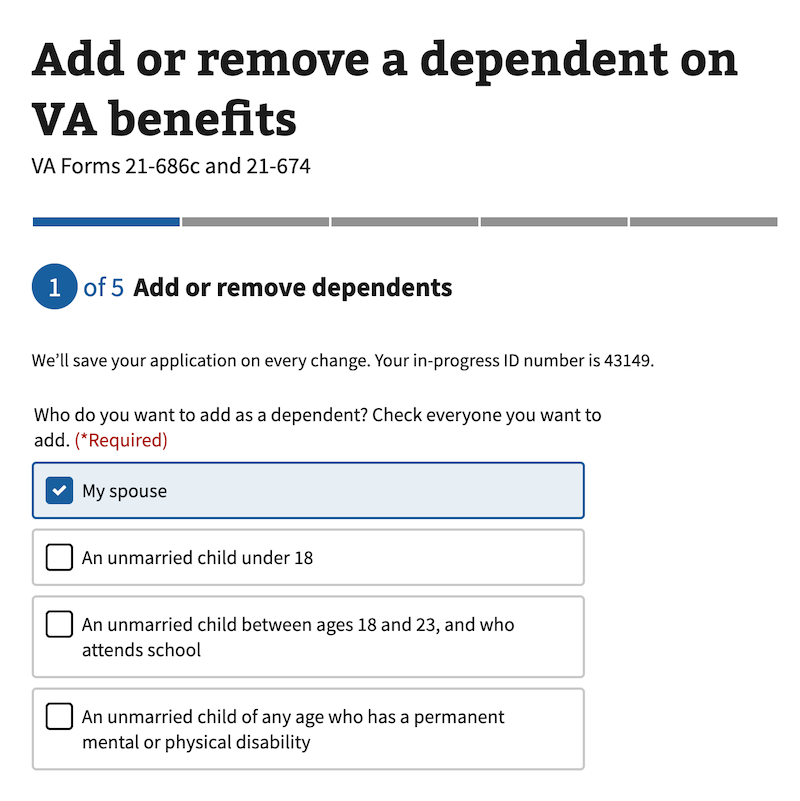 Add or remove a dependent on
VA benefits
VA Forms 21-686c and 21-674
1 of 5 Add or remove dependents
We’ll save your application on every change. Your in-progress ID number is 43149.
Who do you want to add as a dependent? Check everyone you want to
add. (*Required)
My spouse
An unmarried child under 18
An unmarried child between ages 18 and 23, and who
attends school
An unmarried child of any age who has a permanent
mental or physical disability